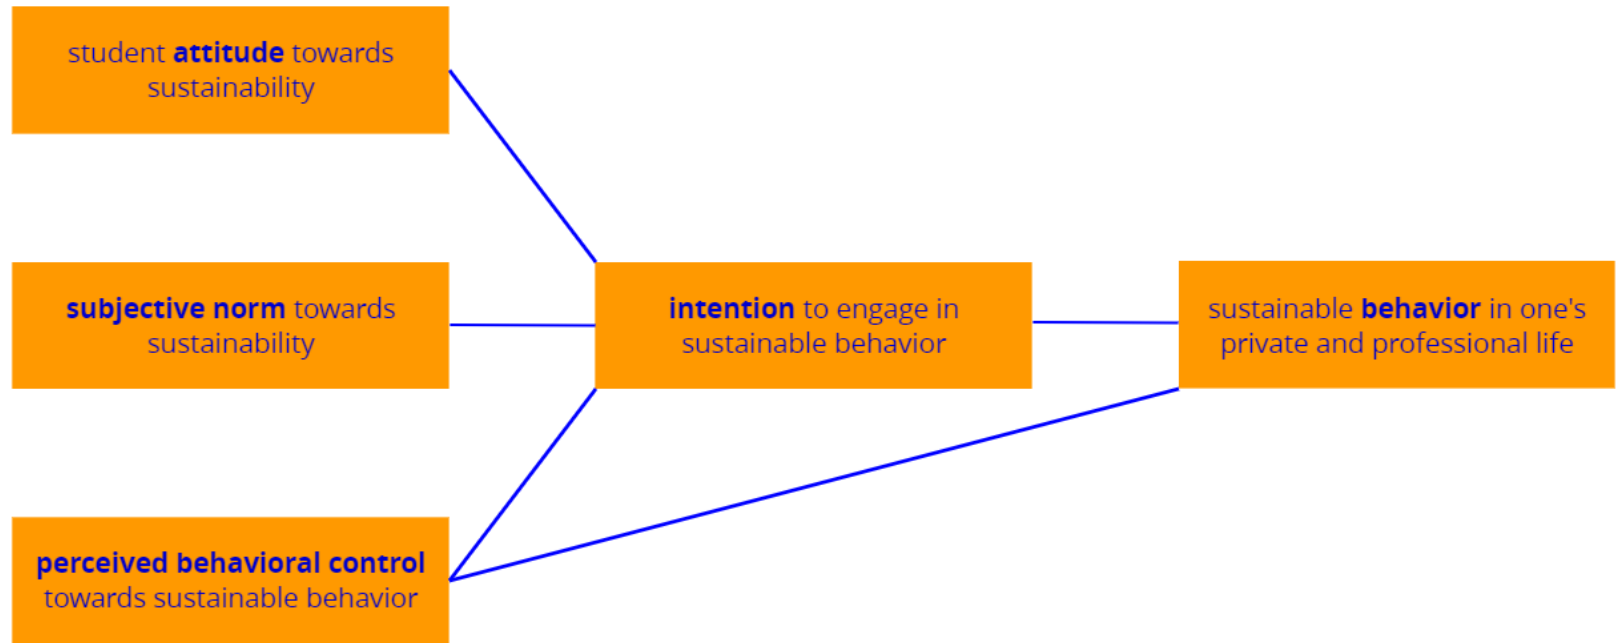 student attitude towards
sustainability
subjective norm towards
sustainability
intention to engage in
sustainable behavior
sustainable behavior in one's
private and professional life
perceived behavioral control
towards sustainable behavior